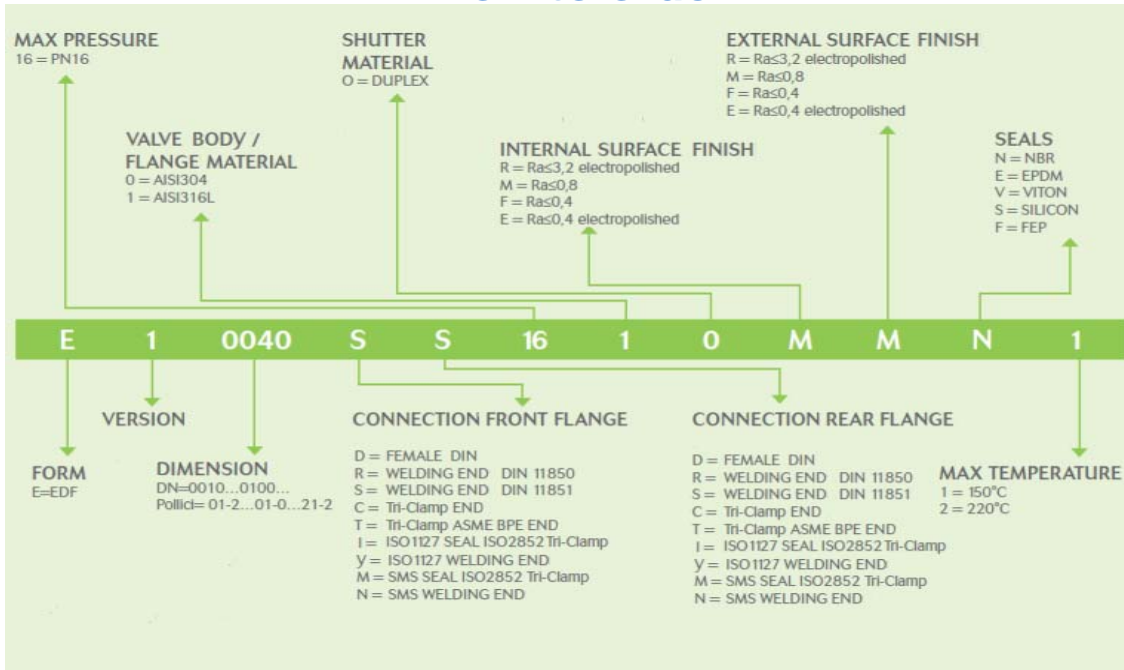 MAX PRESSURE
16 = PN16
SHUTTER
MATERIAL
O = DUPLEX
EXTERNAL SURFACE FINISH
R = Ra≤3,2 electropolished
M = Ra≤0,8
F = Ra≤0,4
E = Ra≤0,4 electropolished
VALVE BODY /
FLANGE MATERIAL
0 = AISI304
1 = AISI316L
INTERNAL SURFACE FINISH
R = Ra≤3,2 electropolished
M = Ra≤0,8
F = Ra≤0,4
E = Ra≤0,4 electropolished
SEALS
N = NBR
E = EPDM
V = VITON
S = SILICON
F = FEP
E 1 0040 S S 16 1 0 M M N 1
FORM
E=EDF
VERSION
DIMENSION
DN=0010...0100...
Pollici= 01-2...01-0...21-2
CONNECTION FRONT FLANGE
D = FEMALE DIN
R = WELDING END DIN 11850
S = WELDING END DIN 11851
C = Tri-Clamp END
T = Tri-Clamp ASME BPE END
I = ISO1127 SEAL ISO2852 Tri-Clamp
y = ISO1127 WELDING END
M = SMS SEAL ISO2852 Tri-Clamp
N = SMS WELDING END
CONNECTION REAR FLANGE
D = FEMALE DIN
R = WELDING END DIN 11850
S = WELDING END DIN 11851
C = Tri-Clamp END
T = Tri-Clamp ASME BPE END
I = ISO1127 SEAL ISO2852 Tri-Clamp
y = ISO1127 WELDING END
M = SMS SEAL ISO2852 Tri-Clamp
N = SMS WELDING END
MAX TEMPERATURE
1 = 150°C
2 = 220°C